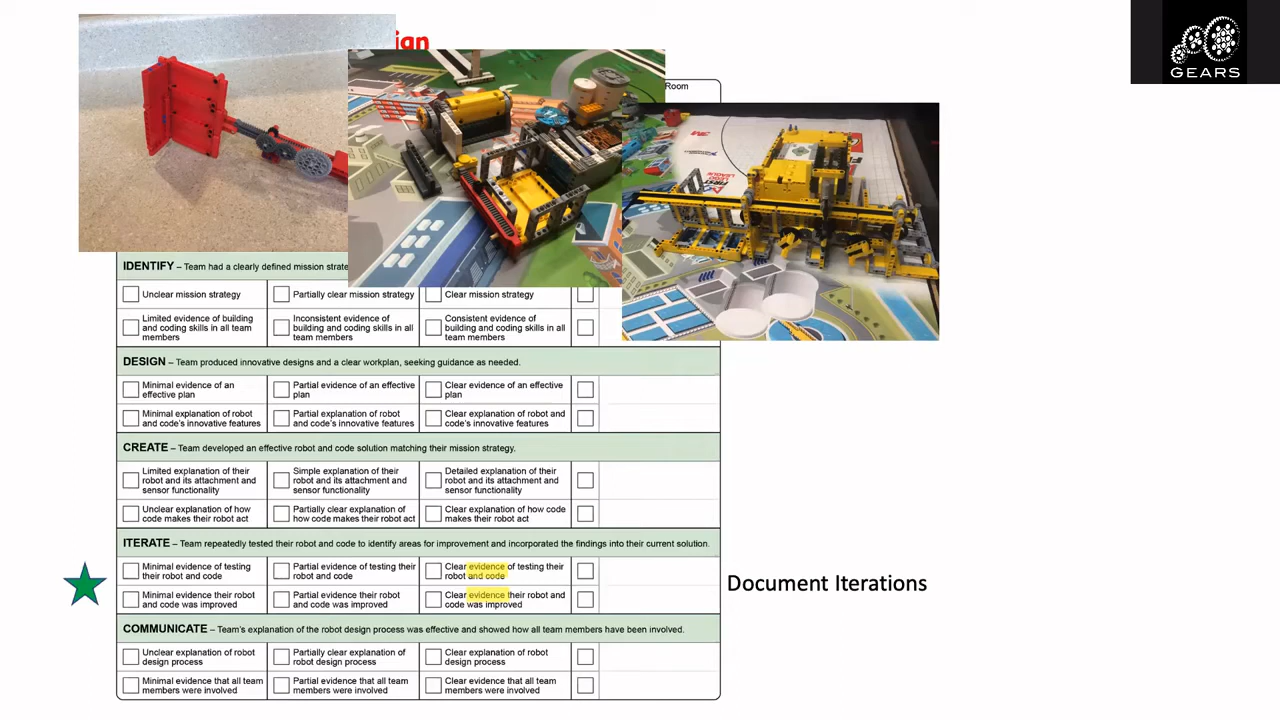 ign
GEARS
Room
3M
FIRST
LEGO
LEAGUE
IDENTIFY – Team had a clearly defined mission strate
Unclear mission strategy
Partially clear mission strategy
Clear mission strategy
Limited evidence of building
and coding skills in all team
members
Inconsistent evidence of
building and coding skills in all
team members
Consistent evidence of
building and coding skills in all
team members
DESIGN – Team produced innovative designs and a clear workplan, seeking guidance as needed.
Minimal evidence of an
effective plan
Partial evidence of an effective
plan
Clear evidence of an effective
plan
Minimal explanation of robot
and code's innovative features
Partial explanation of robot
and code's innovative features
Clear explanation of robot and
code's innovative features
CREATE – Team developed an effective robot and code solution matching their mission strategy.
Limited explanation of their
robot and its attachment and
sensor functionality
Simple explanation of their
robot and its attachment and
sensor functionality
Detailed explanation of their
robot and its attachment and
sensor functionality
Unclear explanation of how
code makes their robot act
Partially clear explanation of
how code makes their robot act
Clear explanation of how code
makes their robot act
ITERATE – Team repeatedly tested their robot and code to identify areas for improvement and incorporated the findings into their current solution.
Minimal evidence of testing
their robot and code
Partial evidence of testing their
robot and code
Clear evidence of testing their
robot and code
Minimal evidence their robot
and code was improved
Partial evidence their robot
and code was improved
Clear evidence their robot and
code was improved
Document Iterations
COMMUNICATE – Team's explanation of the robot design process was effective and showed how all team members have been involved.
Unclear explanation of robot
design process
Partially clear explanation of
robot design process
Clear explanation of robot
design process
Minimal evidence that all team
members were involved
Partial evidence that all team
members were involved
Clear evidence that all team
members were involved